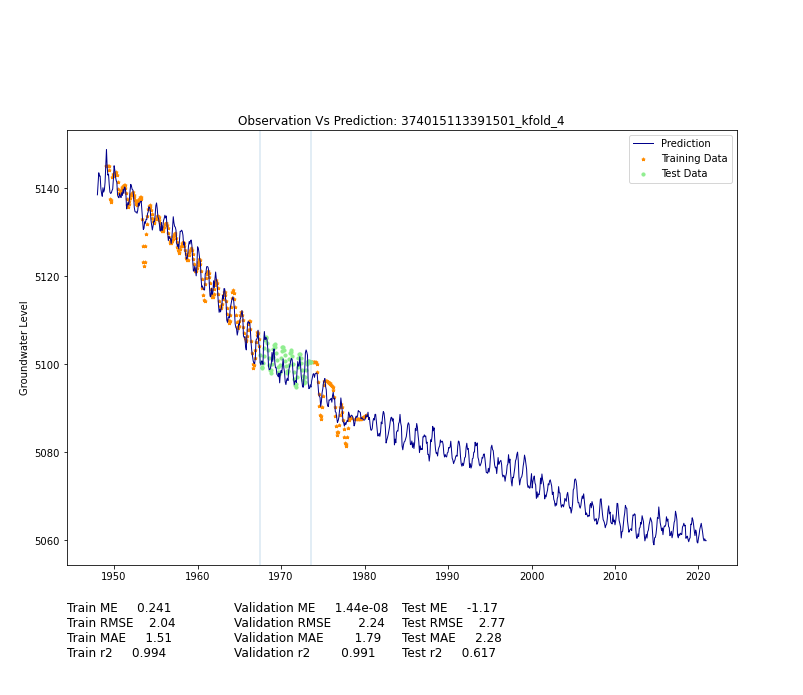 Observation Vs Prediction: 374015113391501_kfold_4
Prediction
Training Data
Test Data
Groundwater Level
5140
5120
5100
5080
5060
1950 1960 1970 1980 1990 2000 2010 2020
Train ME 0.241 Validation ME 1.44e-08 Test ME -1.17
Train RMSE 2.04 Validation RMSE 2.24 Test RMSE 2.77
Train MAE 1.51 Validation MAE 1.79 Test MAE 2.28
Train r2 0.994 Validation r2 0.991 Test r2 0.617